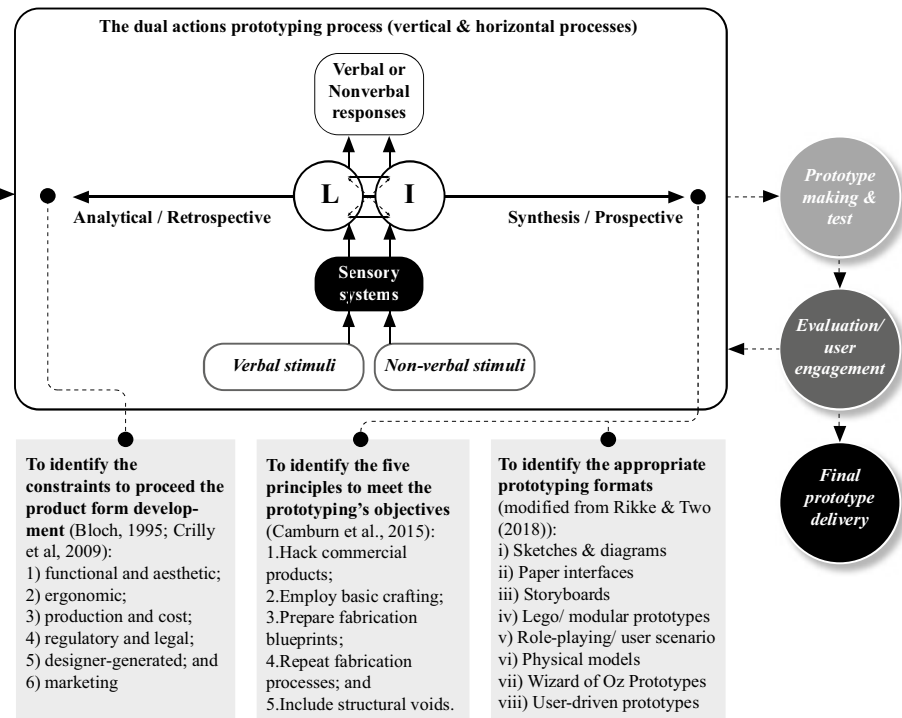 The dual actions prototyping process (vertical & horizontal processes)
Verbal or
Nonverbal
responses
L
I
Analytical / Retrospective
Synthesis / Prospective
Sensory
systems
Verbal stimuli
Non-verbal stimuli
Prototype
making &
test
Evaluation/
user
engagement
Final
prototype
delivery
To identify the
constraints to proceed the
product form develop-
ment (Bloch, 1995; Crilly
et al, 2009):
1) functional and aesthetic;
2) ergonomic;
3) production and cost;
4) regulatory and legal;
5) designer-generated; and
6) marketing
To identify the five
principles to meet the
prototyping’s objectives
(Camburn et al., 2015):
1.Hack commercial
products;
2.Employ basic crafting;
3.Prepare fabrication
blueprints;
4.Repeat fabrication
processes; and
5.Include structural voids.
To identify the appropriate
prototyping formats
(modified from Rikke & Two
(2018)):
i) Sketches & diagrams
ii) Paper interfaces
iii) Storyboards
iv) Lego/ modular prototypes
v) Role-playing/ user scenario
vi) Physical models
vii) Wizard of Oz Prototypes
viii) User-driven prototypes